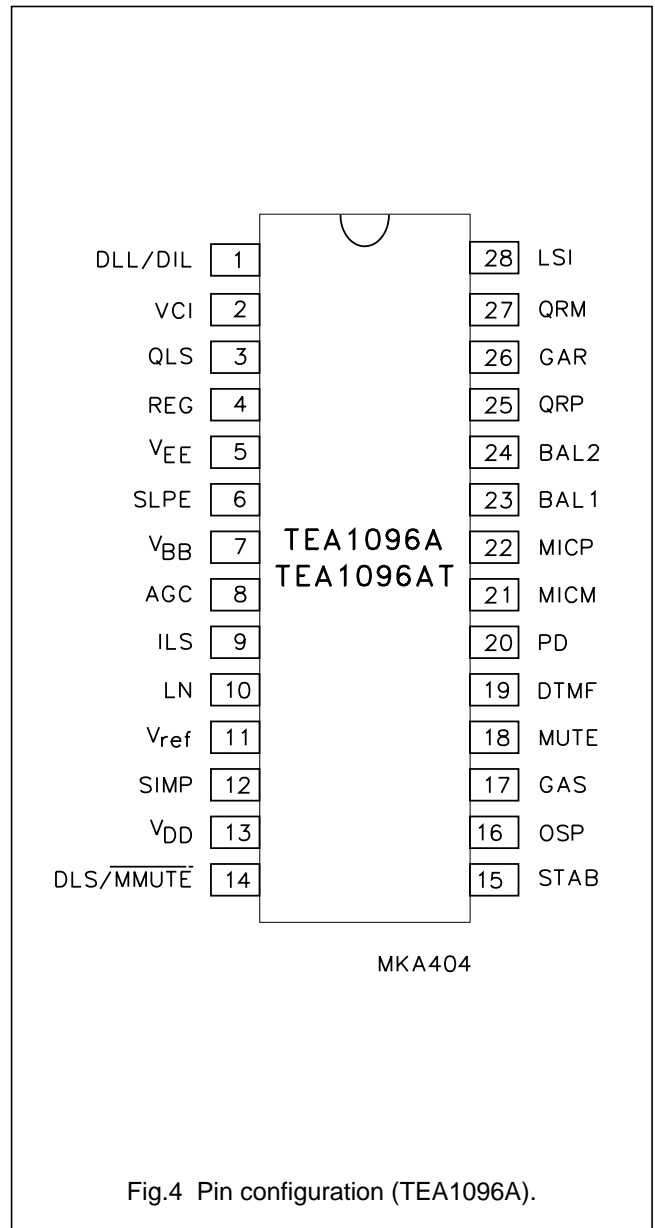 DLL/DIL 1 28 LSI
VCI 2 27 QRM
QLS 3 26 GAR
REG 4 25 QRP
VEE 5 24 BAL2
SLPE 6 23 BAL1
VBB 7 22 MICP
AGC 8 21 MICM
ILS 9 20 PD
LN 10 19 DTMF
Vref 11 18 MUTE
SIMP 12 17 GAS
VDD 13 16 OSP
DLS/MMUTE 14 15 STAB
TEA1096A
TEA1096AT
MKA404
Fig.4 Pin configuration (TEA1096A).